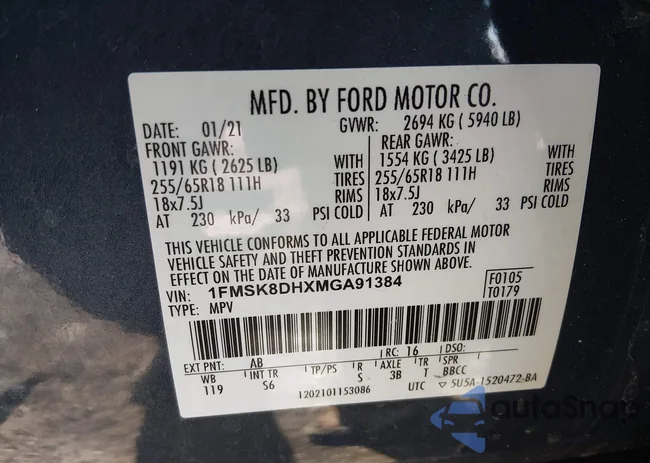 MFD. BY FORD MOTOR CO.
DATE: 01/21 GVWR: 2694 KG ( 5940 LB)
FRONT GAWR: REAR GAWR:
1191 KG ( 2625 LB) WITH 1554 KG ( 3425 LB) WITH
255/65R18 111H TIRES 255/65R18 111H TIRES
18x7.5J RIMS 18x7.5J RIMS
AT 230 kPa/ 33 PSI COLD AT 230 kPa/ 33 PSI COLD
THIS VEHICLE CONFORMS TO ALL APPLICABLE FEDERAL MOTOR
VEHICLE SAFETY AND THEFT PREVENTION STANDARDS IN
EFFECT ON THE DATE OF MANUFACTURE SHOWN ABOVE.
VIN: 1FMSK8DHXMGA91384 F0105
TYPE: MPV T0179
EXT PNT: AB RC: 16 DSO:
WB INT TR TP/PS R AXLE TR SPR
119 S6 S 3B T BBCC
1202101153086 UTC 5U5A-1520472-BA
autoSnap